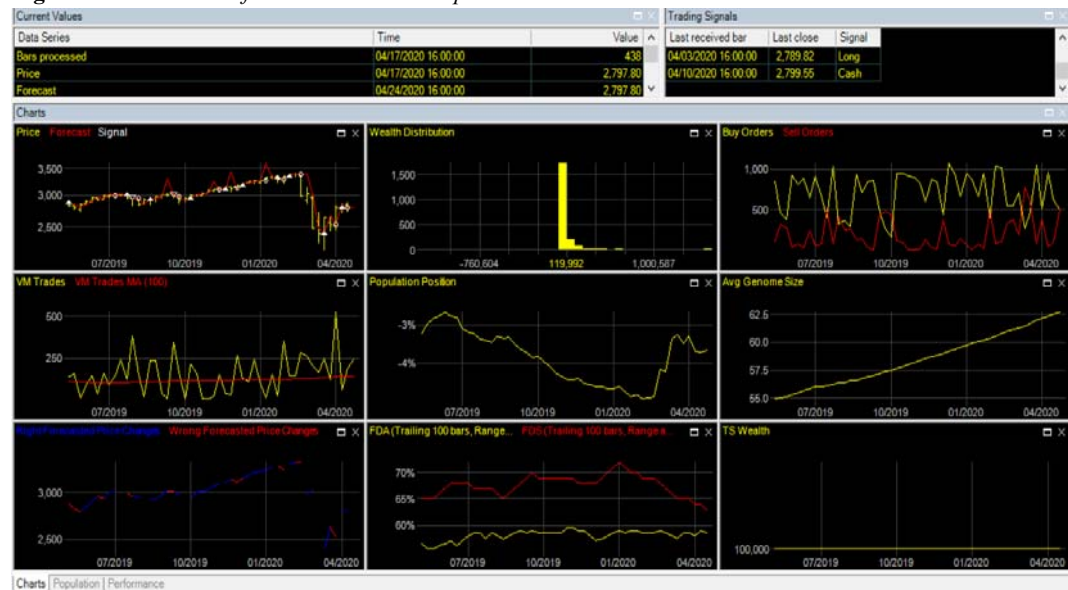 Current Values
Data Series Time Value
Bars processed 04/17/2020 16:00:00 438
Price 04/17/2020 16:00:00 2,797.80
Forecast 04/24/2020 16:00:00 2,797.80
Trading Signals
Last received bar Last close Signal
04/03/2020 16:00:00 2,789.82 Long
04/10/2020 16:00:00 2,799.55 Cash
Charts
Price Forecast Signal
3,500
3,000
2,500
07/2019 10/2019 01/2020 04/2020
Wealth Distribution
1,500
1,000
500
0
-760,604 119,992 1,000,587
Buy Orders Sell Orders
1,000
500
07/2019 10/2019 01/2020 04/2020
VM Trades VM Trades MA (100)
500
250
07/2019 10/2019 01/2020 04/2020
Population Position
-3%
-4%
07/2019 10/2019 01/2020 04/2020
Avg Genome Size
62.5
60.0
57.5
55.0
07/2019 10/2019 01/2020 04/2020
Right Forecasted Price Changes Wrong Forecasted Price Changes
3,000
2,500
07/2019 10/2019 01/2020 04/2020
FDA (Trailing 100 bars, Range... FDS (Trailing 100 bars, Range a...
70%
65%
60%
07/2019 10/2019 01/2020 04/2020
TS Wealth
100,000
07/2019 10/2019 01/2020 04/2020
Charts Population Performance